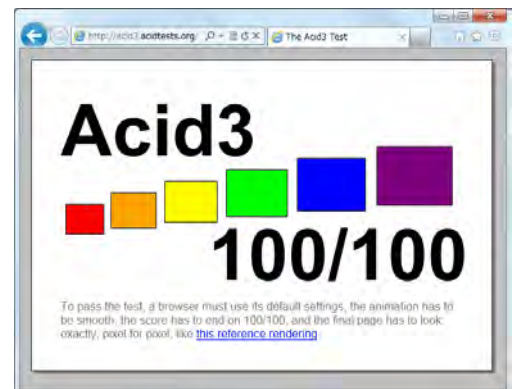 http://acid3.acidtests.org/
The Acid3 Test
Acid3
100/100
To pass the test, a browser must use its default settings, the animation has to
be smooth, the score has to end on 100/100, and the final page has to look
exactly, pixel for pixel, like this reference rendering.